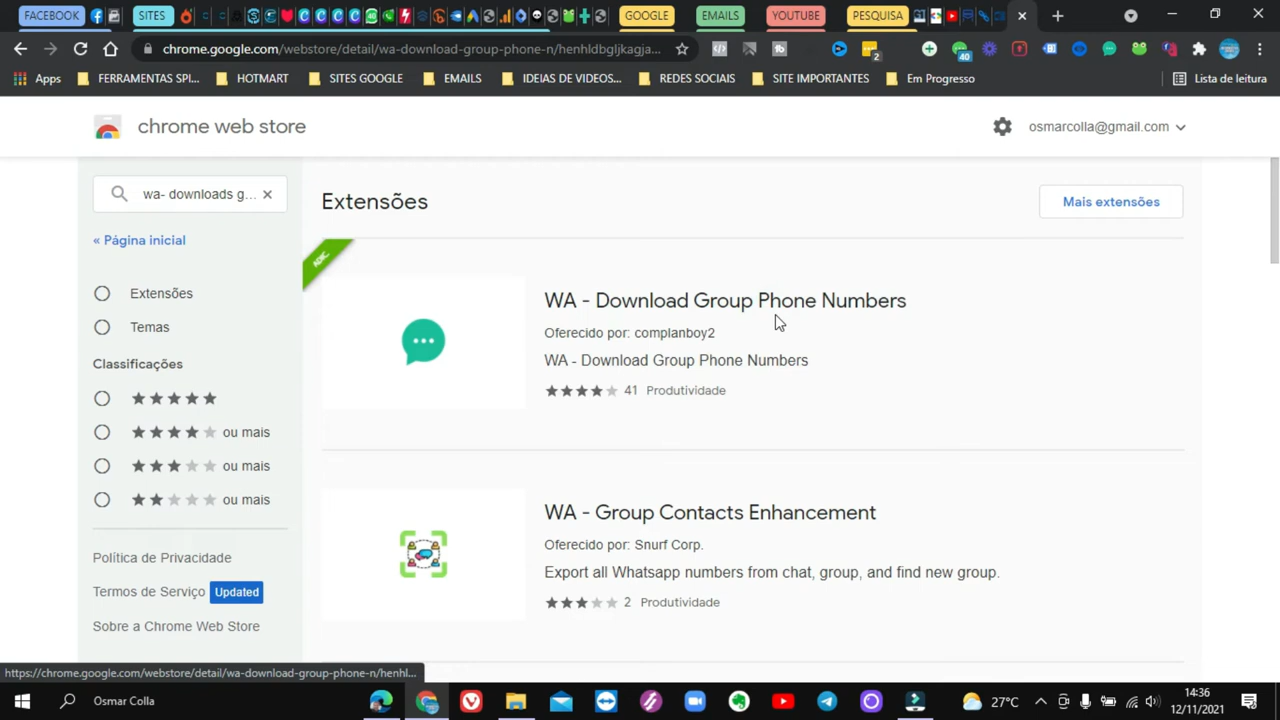 FACEBOOK
SITES
GOOGLE
EMAILS
YOUTUBE
PESQUISA
chrome.google.com/webstore/detail/wa-download-group-phone-n/henhldbgljkagja...
2
40
Apps
FERRAMENTAS SPI...
HOTMART
SITES GOOGLE
EMAILS
IDEIAS DE VIDEOS...
REDES SOCIAIS
SITE IMPORTANTES
Em Progresso
Lista de leitura
chrome web store
osmarcolla@gmail.com
wa- downloads g...
« Página inicial
Extensões
Temas
Classificações
ou mais
ou mais
ou mais
Política de Privacidade
Termos de Serviço Updated
Sobre a Chrome Web Store
Extensões
Mais extensões
WA - Download Group Phone Numbers
Oferecido por: complanboy2
WA - Download Group Phone Numbers
41 Produtividade
WA - Group Contacts Enhancement
Oferecido por: Snurf Corp.
Export all Whatsapp numbers from chat, group, and find new group.
2 Produtividade
https://chrome.google.com/webstore/detail/wa-download-group-phone-n/henhl...
Osmar Colla
27°C
14:36
12/11/2021